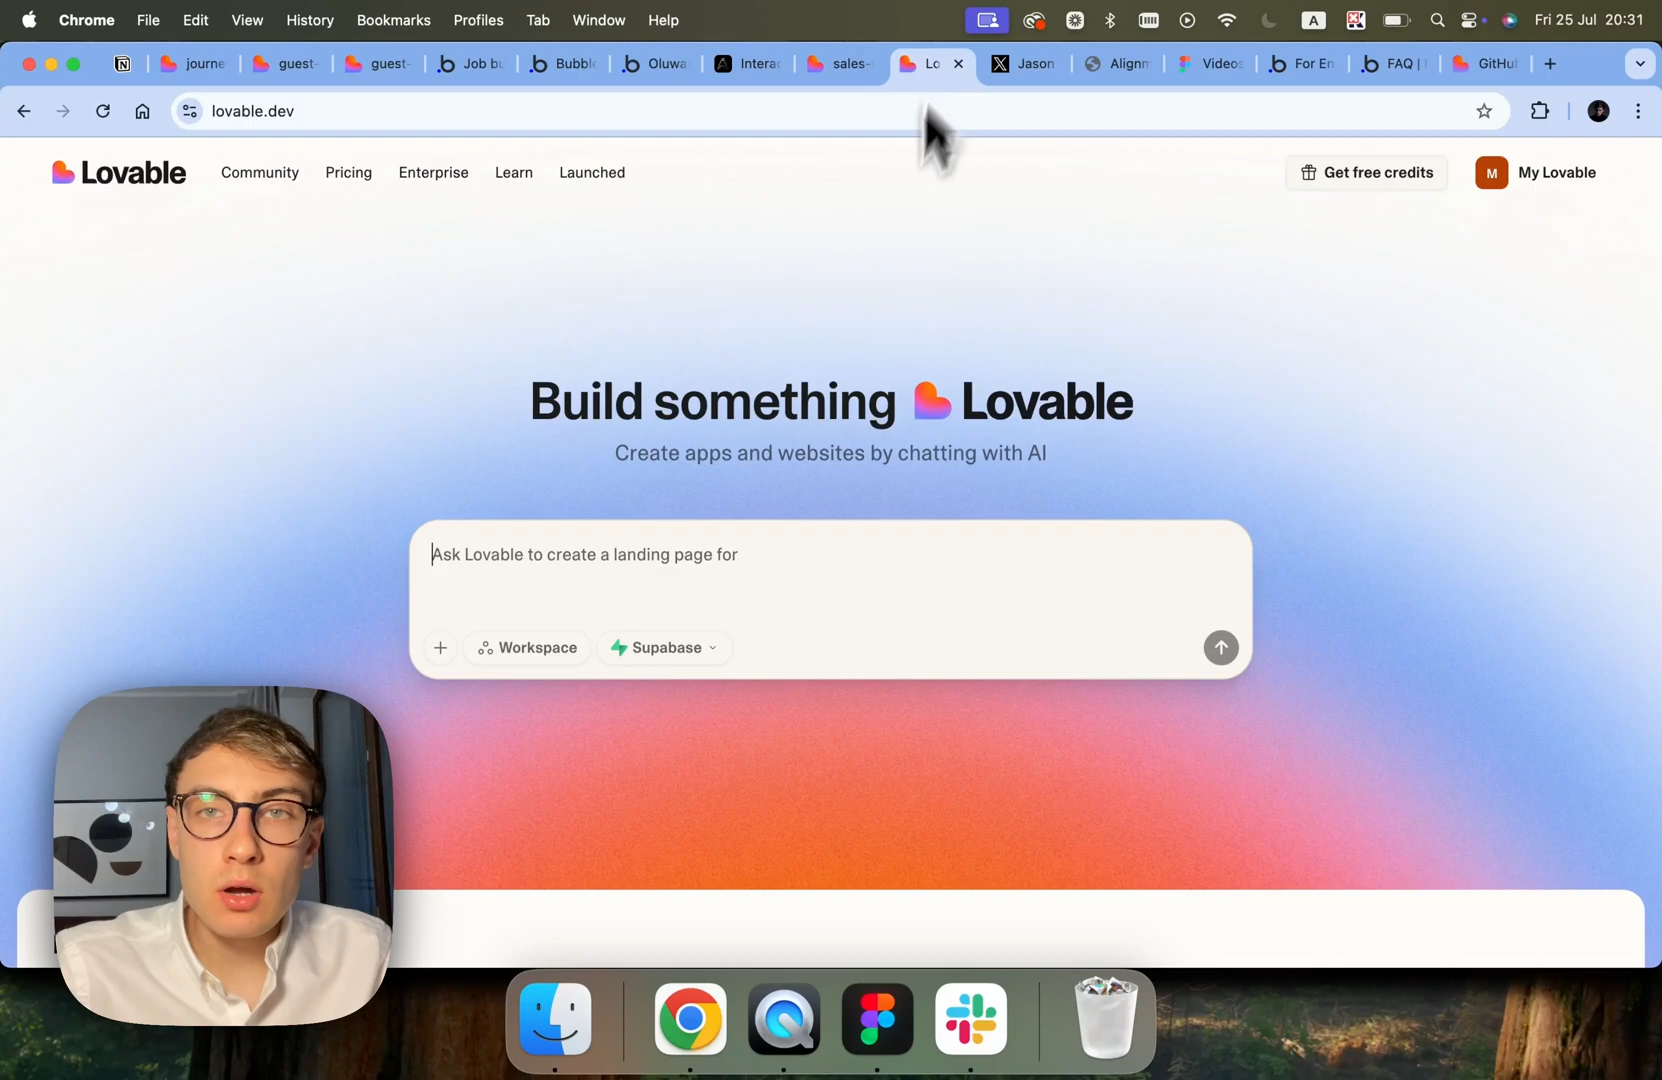 Chrome File Edit View History Bookmarks Profiles Tab Window Help A Fri 25 Jul 20:31
journe guest- guest- Job bu Bubble Oluwa Interac sales- Lo Jason Alignm Videos For En FAQ | GitHu
lovable.dev
Lovable Community Pricing Enterprise Learn Launched Get free credits M My Lovable
Build something Lovable
Create apps and websites by chatting with AI
Ask Lovable to create a landing page for
Workspace Supabase